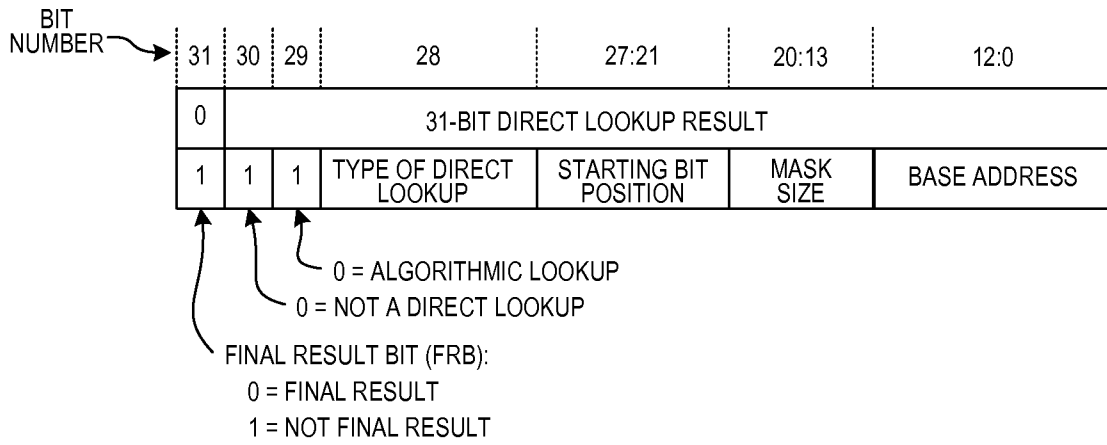 BIT
NUMBER
31 30 29 28 27:21 20:13 12:0
0 31-BIT DIRECT LOOKUP RESULT
1 1 1 TYPE OF DIRECT LOOKUP STARTING BIT POSITION MASK SIZE BASE ADDRESS
0 = ALGORITHMIC LOOKUP
0 = NOT A DIRECT LOOKUP
FINAL RESULT BIT (FRB):
0 = FINAL RESULT
1 = NOT FINAL RESULT